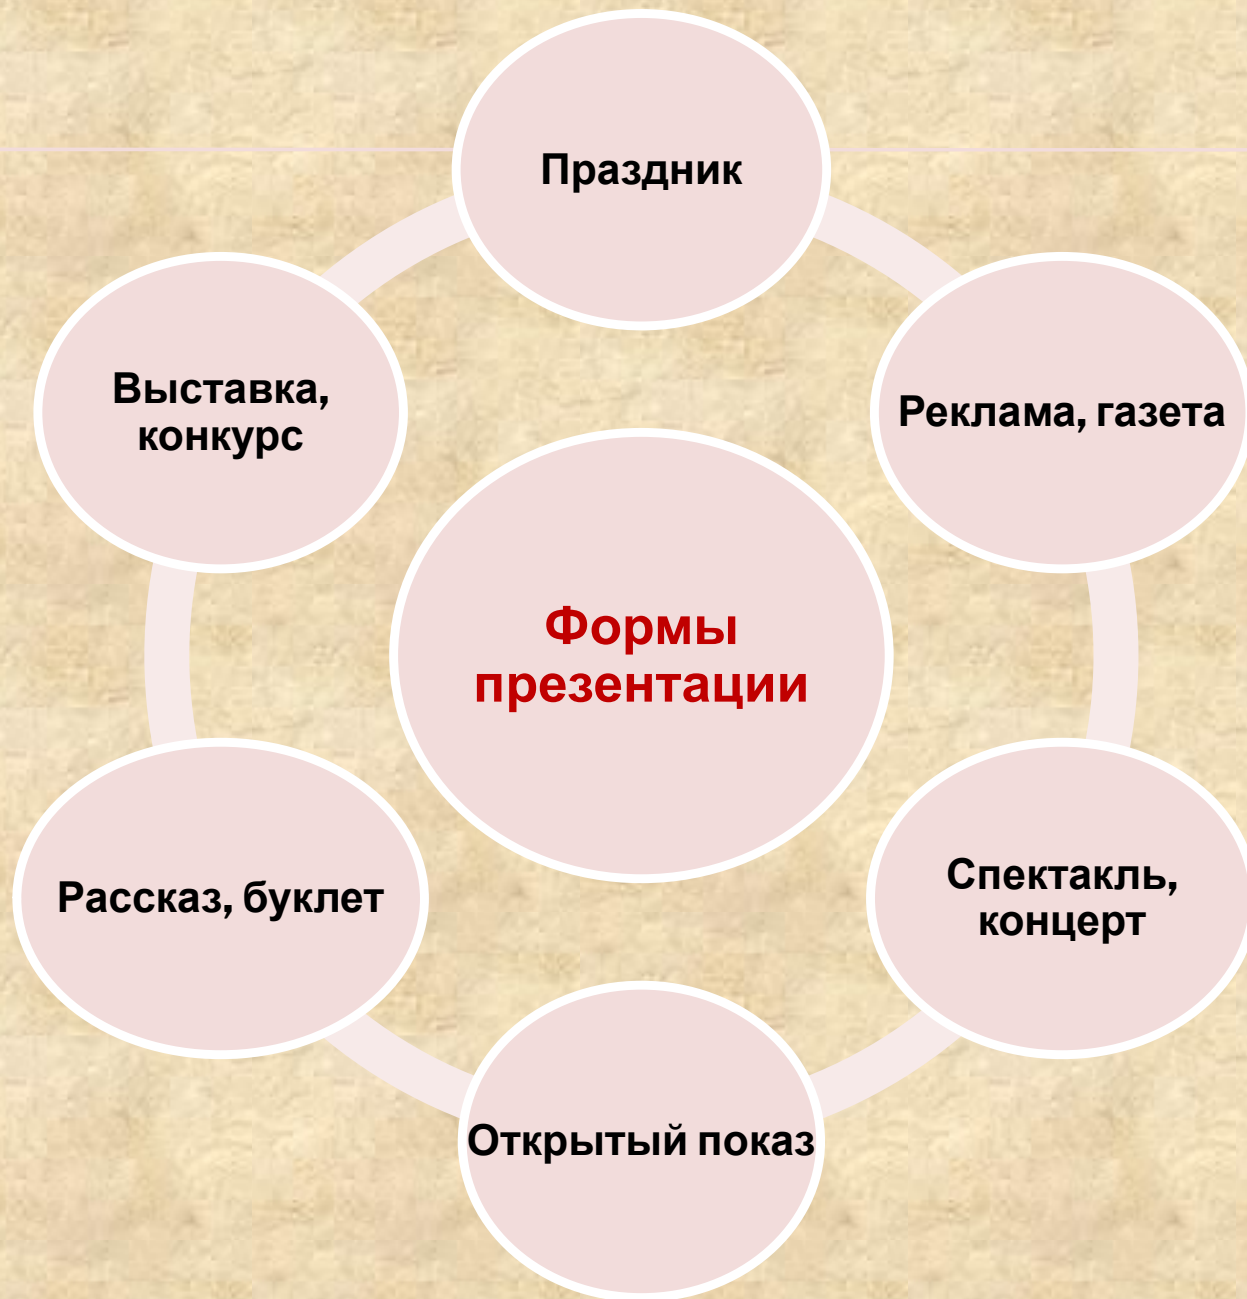 Праздник
Выставка,
конкурс
Реклама, газета
Формы
презентации
Рассказ, буклет
Спектакль,
концерт
Открытый показ